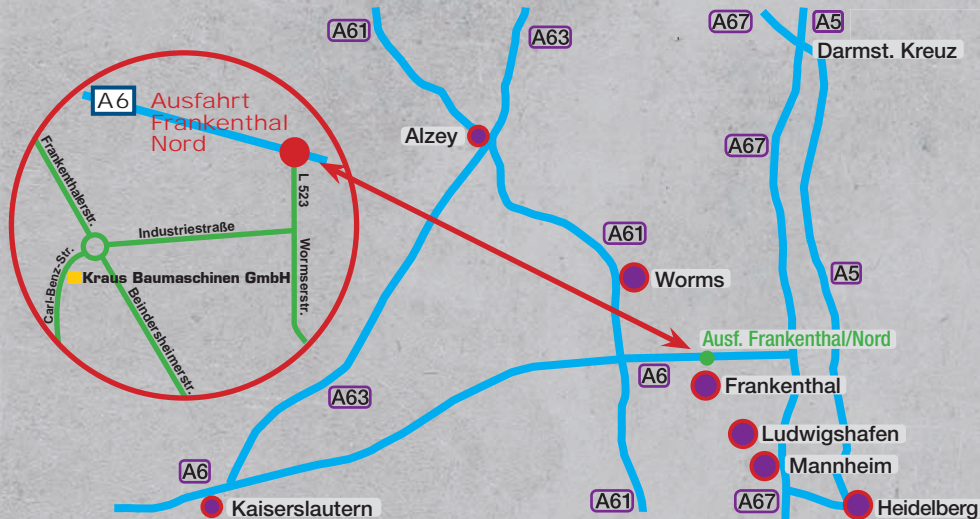 A61
A63
A67
A5
Darmst. Kreuz
A6
Ausfahrt
Frankenthal
Nord
Alzey
A67
Frankenthalerstr.
L 523
Industriestraße
Wormserstr.
A61
Carl-Benz-Str.
Kraus Baumaschinen GmbH
Beindersheimerstr.
Worms
A5
Ausf. Frankenthal/Nord
A6
Frankenthal
A63
Ludwigshafen
Mannheim
A6
Kaiserslautern
A61
A67
Heidelberg